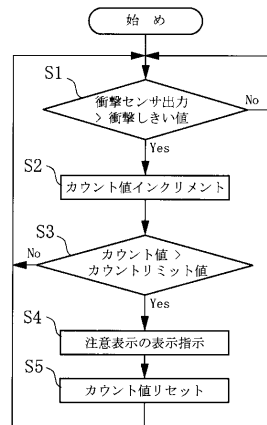 始 め
S1
衝撃センサ出力
> 衝撃しきい値
No
Yes
S2
カウント値インクリメント
S3
No
カウント値 >
カウントリミット値
Yes
S4
注意表示の表示指示
S5
カウント値リセット